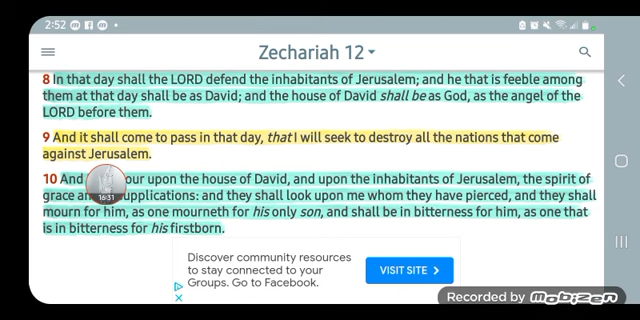 2:52
Zechariah 12
8 In that day shall the LORD defend the inhabitants of Jerusalem; and he that is feeble among
them at that day shall be as David; and the house of David shall be as God, as the angel of the
LORD before them.
9 And it shall come to pass in that day, that I will seek to destroy all the nations that come
against Jerusalem.
10 And our upon the house of David, and upon the inhabitants of Jerusalem, the spirit of
grace an upplications: and they shall look upon me whom they have pierced, and they shall
mourn for him, as one mourneth for his only son, and shall be in bitterness for him, as one that
is in bitterness for his firstborn.
16:31
Discover community resources
to stay connected to your
Groups. Go to Facebook.
VISIT SITE
Recorded by Mobizen